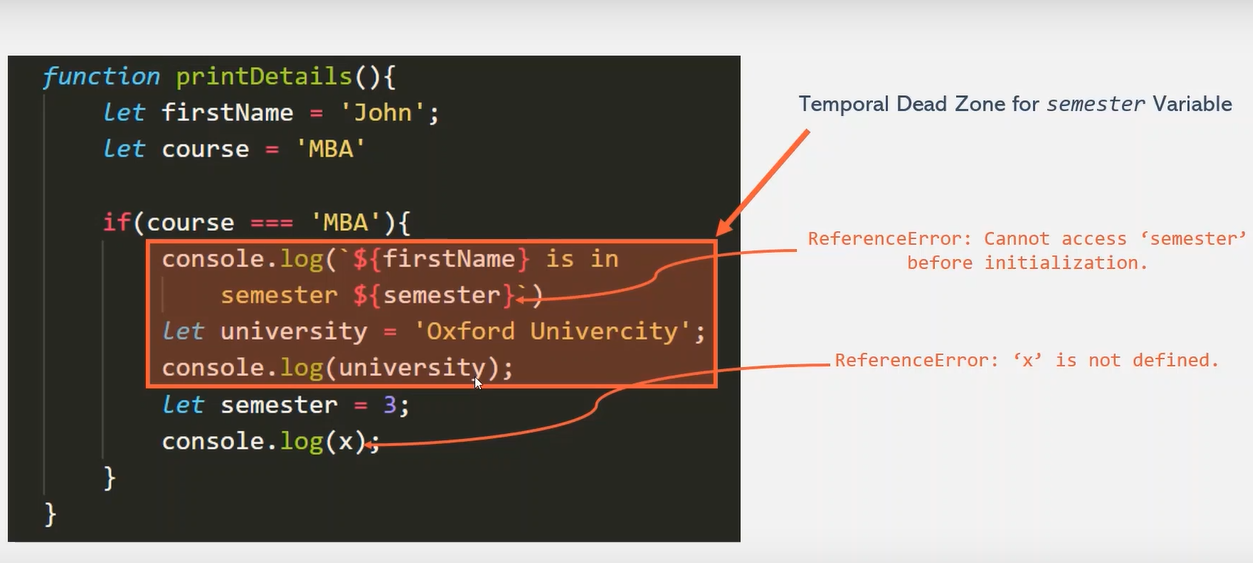 function printDetails(){
let firstName = 'John';
let course = 'MBA'
if(course === 'MBA'){
console.log(`${firstName} is in
semester ${semester}`)
let university = 'Oxford Univercity';
console.log(university);
let semester = 3;
console.log(x);
}
}
Temporal Dead Zone for semester Variable
ReferenceError: Cannot access ‘semester’
before initialization.
ReferenceError: ‘x’ is not defined.